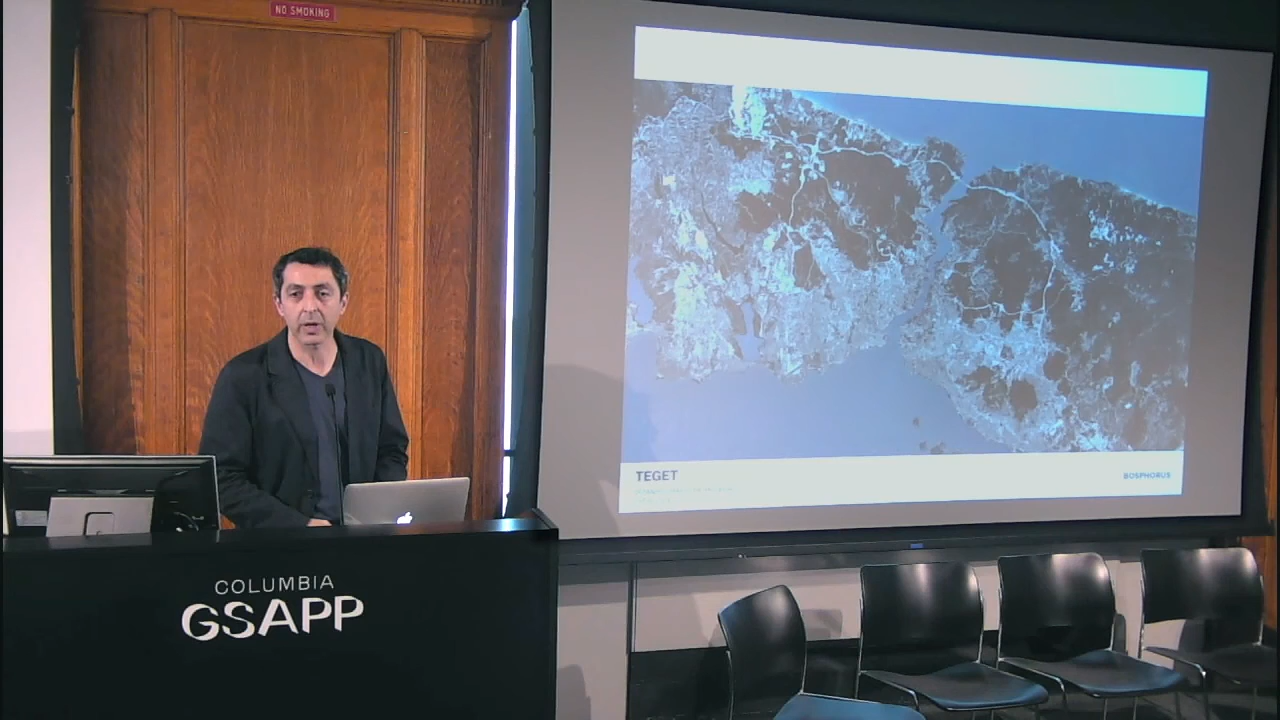 NO SMOKING
TEGET
BOSPHORUS
COLUMBIA
GSAPP